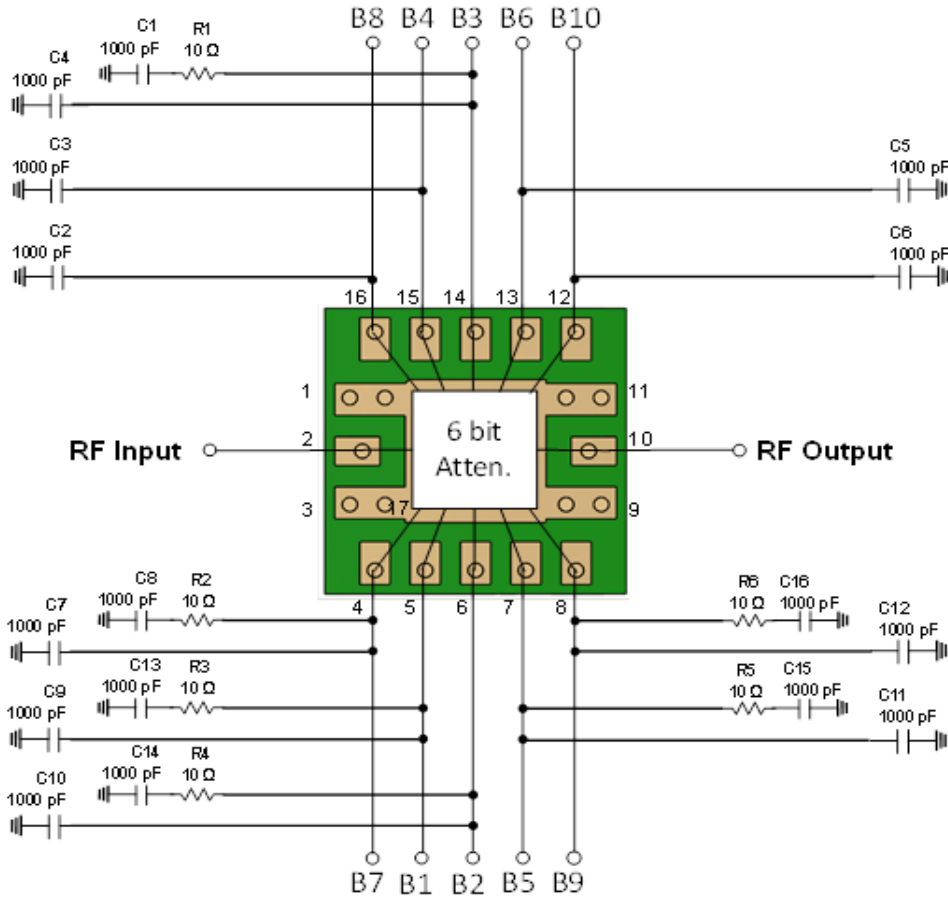 B8 B4 B3 B6 B10
C1 R1
1000 pF 10 Ω
C4
1000 pF
C3
1000 pF
C2
1000 pF
C5
1000 pF
C6
1000 pF
16 15 14 13 12
1 11
RF Input 2 6 bit 10 RF Output
Atten.
3 17 9
4 5 6 7 8
C8 R2
1000 pF 10 Ω
C7
1000 pF
C13 R3
1000 pF 10 Ω
C9
1000 pF
C14 R4
1000 pF 10 Ω
C10
1000 pF
R6 C16
10 Ω 1000 pF
C12
1000 pF
R5 C15
10 Ω 1000 pF
C11
1000 pF
B7 B1 B2 B5 B9